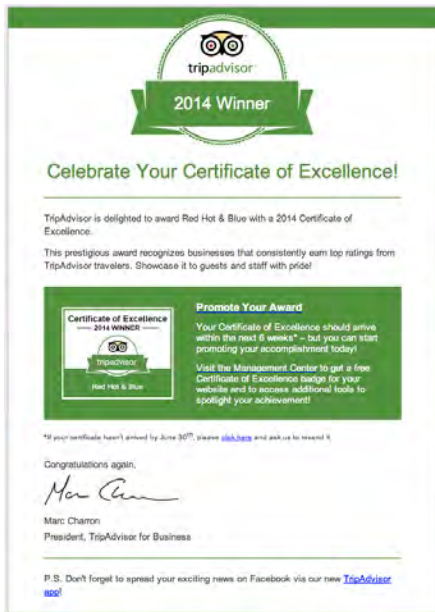 tripadvisor
2014 Winner
Celebrate Your Certificate of Excellence!
TripAdvisor is delighted to award Red Hot & Blue with a 2014 Certificate of
Excellence.
This prestigious award recognizes businesses that consistently earn top ratings from
TripAdvisor travelers. Showcase it to guests and staff with pride!
Certificate of Excellence
2014 WINNER
tripadvisor
Red Hot & Blue
Promote Your Award
Your Certificate of Excellence should arrive
within the next 6 weeks* – but you can start
promoting your accomplishment today!
Visit the Management Center to get a free
Certificate of Excellence badge for your
website and to access additional tools to
spotlight your achievement!
*If your certificate hasn't arrived by June 30th, please click here and ask us to resend it.
Congratulations again,
Marc Charron
President, TripAdvisor for Business
P.S. Don't forget to spread your exciting news on Facebook via our new TripAdvisor
app!